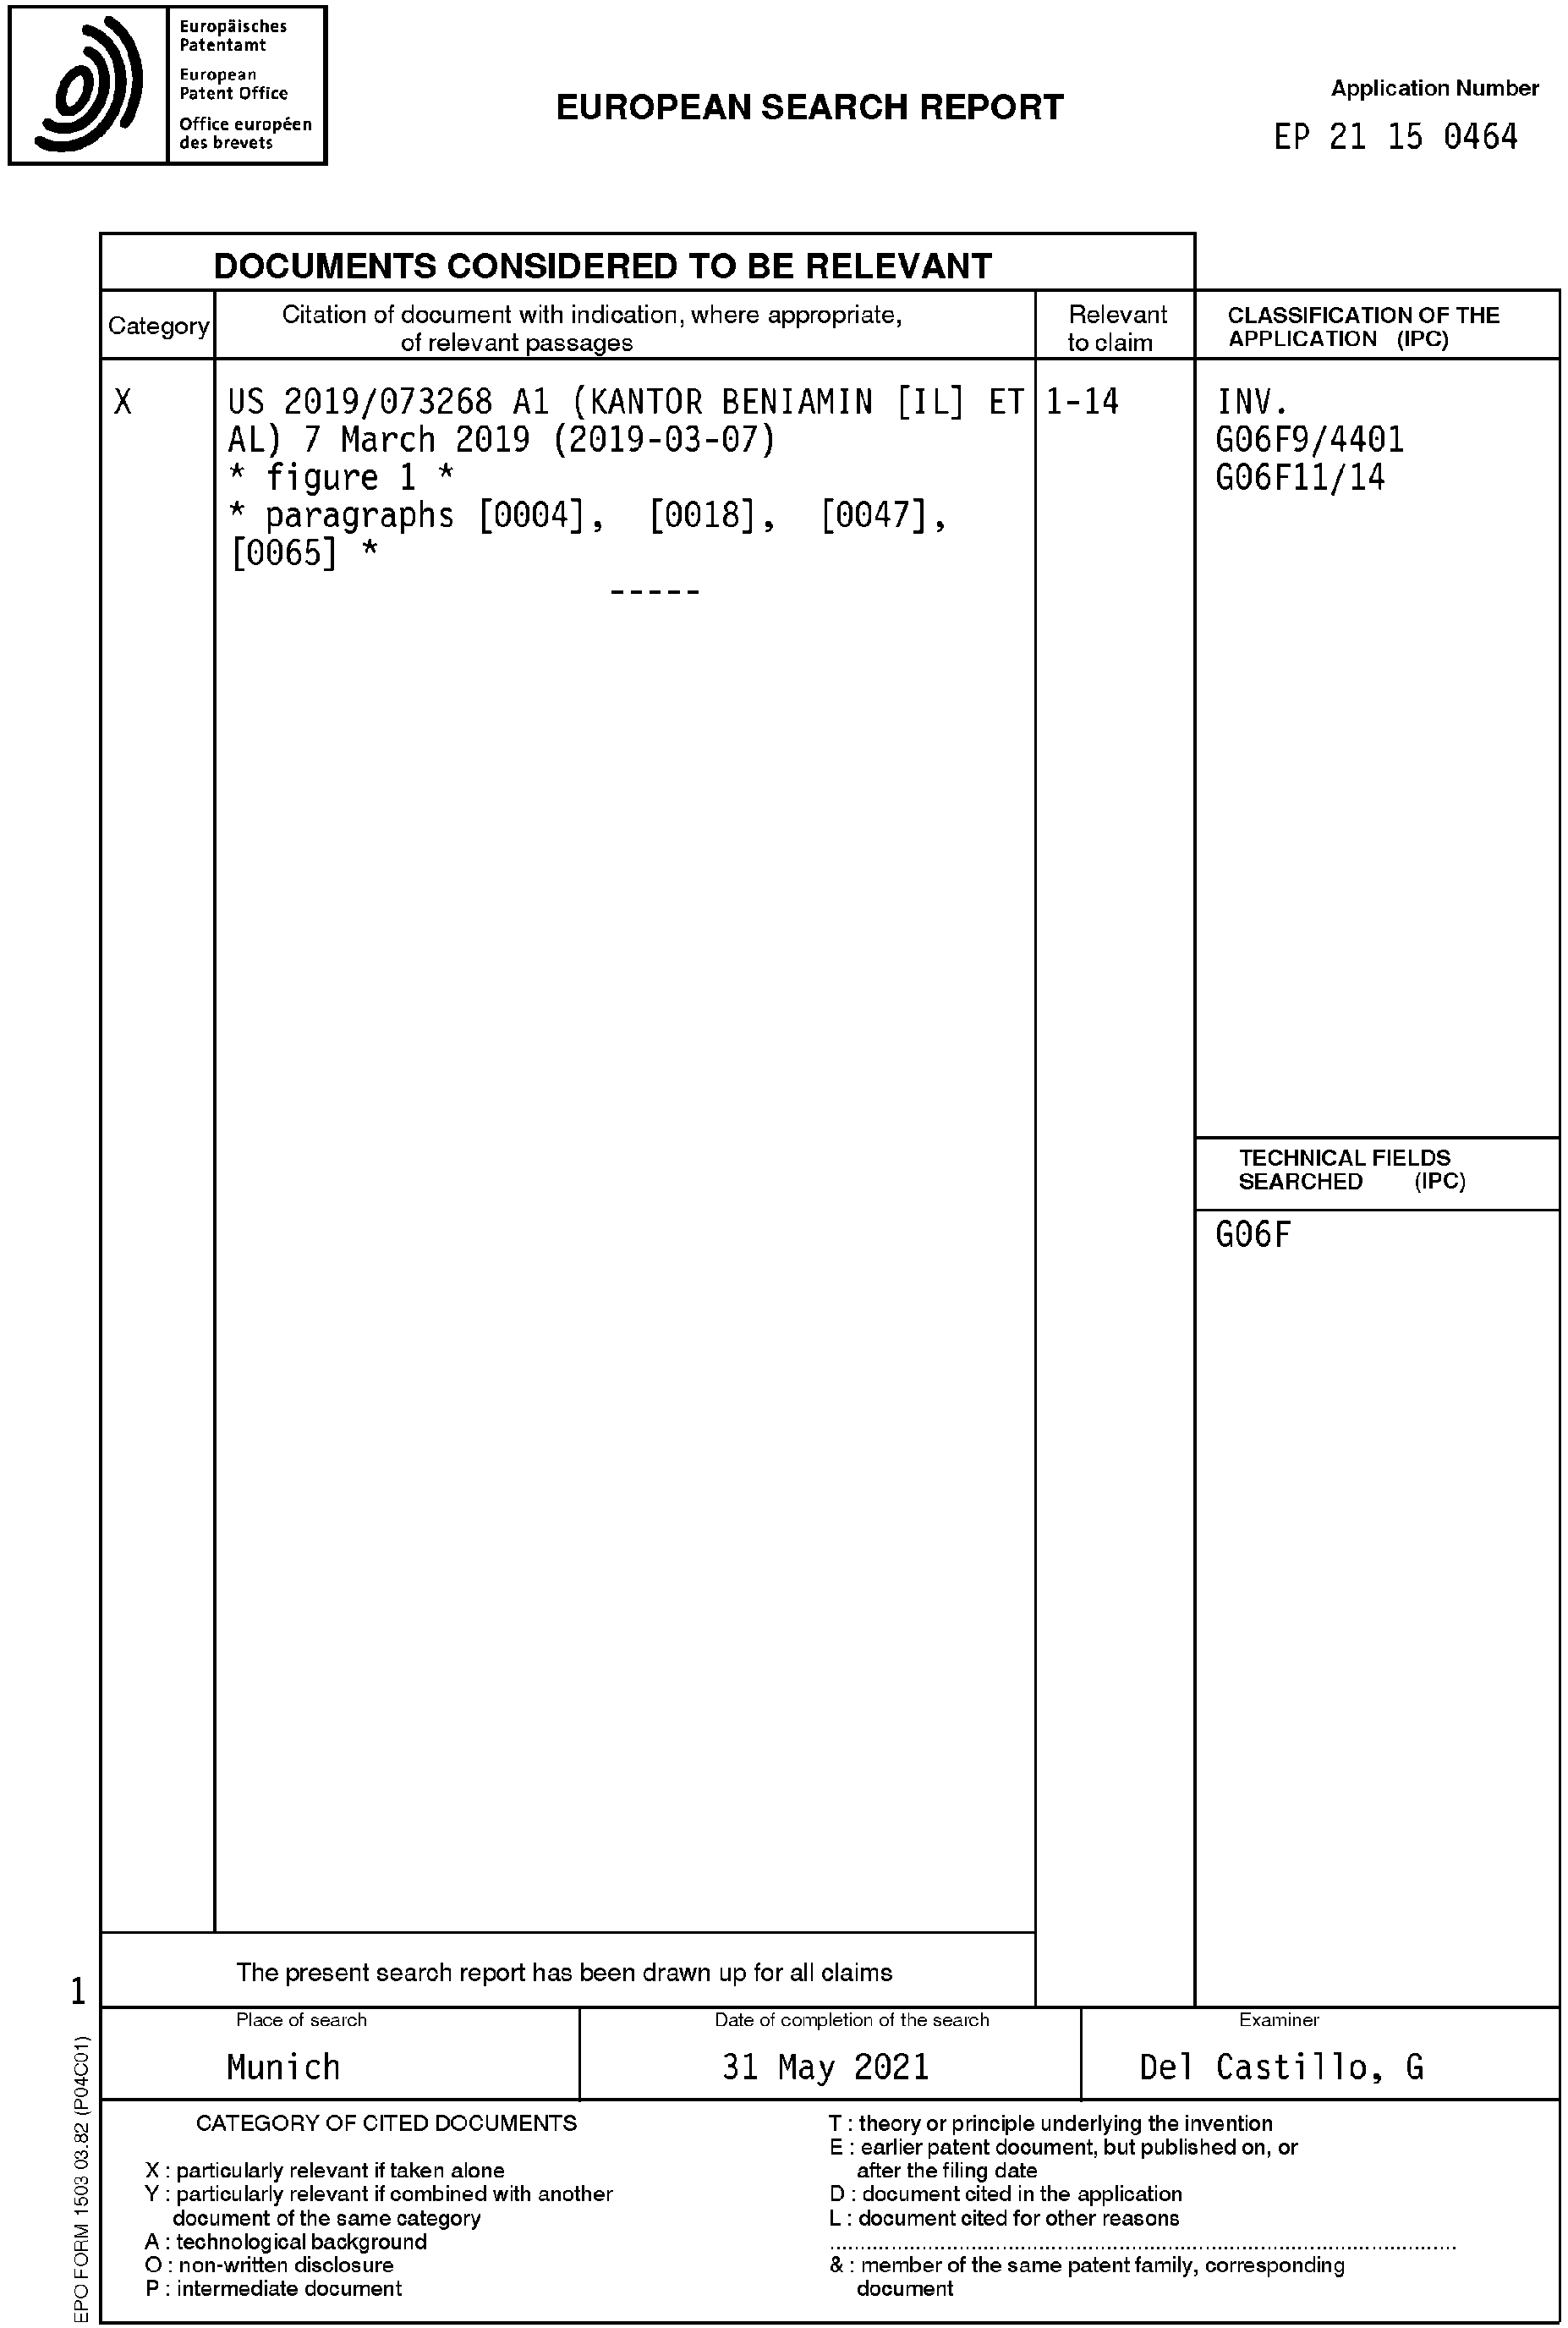 Europäisches
Patentamt
European
Patent Office
Office européen
des brevets
EUROPEAN SEARCH REPORT
Application Number
EP 21 15 0464
DOCUMENTS CONSIDERED TO BE RELEVANT
Category
Citation of document with indication, where appropriate,
of relevant passages
Relevant
to claim
CLASSIFICATION OF THE
APPLICATION (IPC)
X
US 2019/073268 A1 (KANTOR BENIAMIN [IL] ET
AL) 7 March 2019 (2019-03-07)
* figure 1 *
* paragraphs [0004], [0018], [0047],
[0065] *
-----
1-14
INV.
G06F9/4401
G06F11/14
TECHNICAL FIELDS
SEARCHED (IPC)
G06F
The present search report has been drawn up for all claims
1
Place of search
Munich
Date of completion of the search
31 May 2021
Examiner
Del Castillo, G
CATEGORY OF CITED DOCUMENTS
X : particularly relevant if taken alone
Y : particularly relevant if combined with another
document of the same category
A : technological background
O : non-written disclosure
P : intermediate document
T : theory or principle underlying the invention
E : earlier patent document, but published on, or
after the filing date
D : document cited in the application
L : document cited for other reasons
& : member of the same patent family, corresponding
document
EPO FORM 1503 03.82 (P04C01)